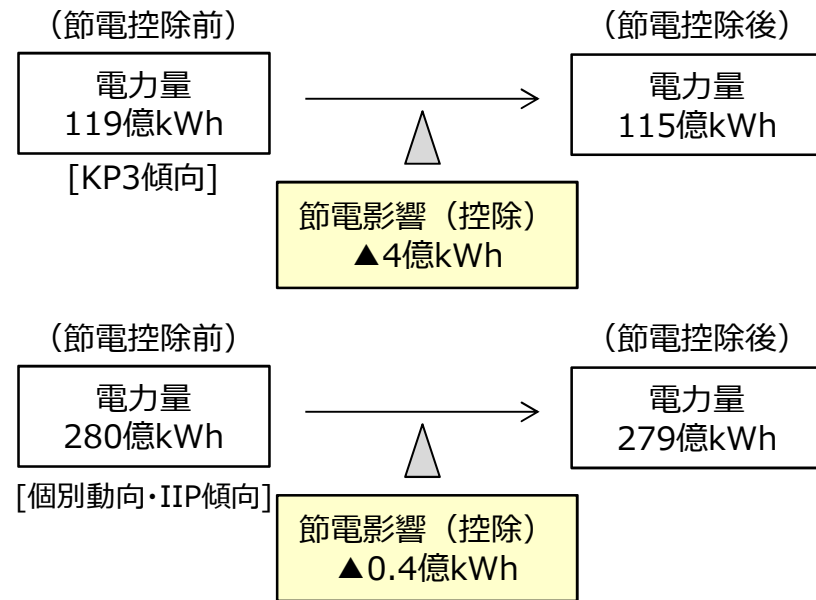 （節電控除前）
（節電控除後）
電力量
119億kWh
電力量
115億kWh
[KP3傾向]
節電影響（控除）
▲4億kWh
（節電控除前）
（節電控除後）
電力量
280億kWh
電力量
279億kWh
[個別動向・IIP傾向]
節電影響（控除）
▲0.4億kWh